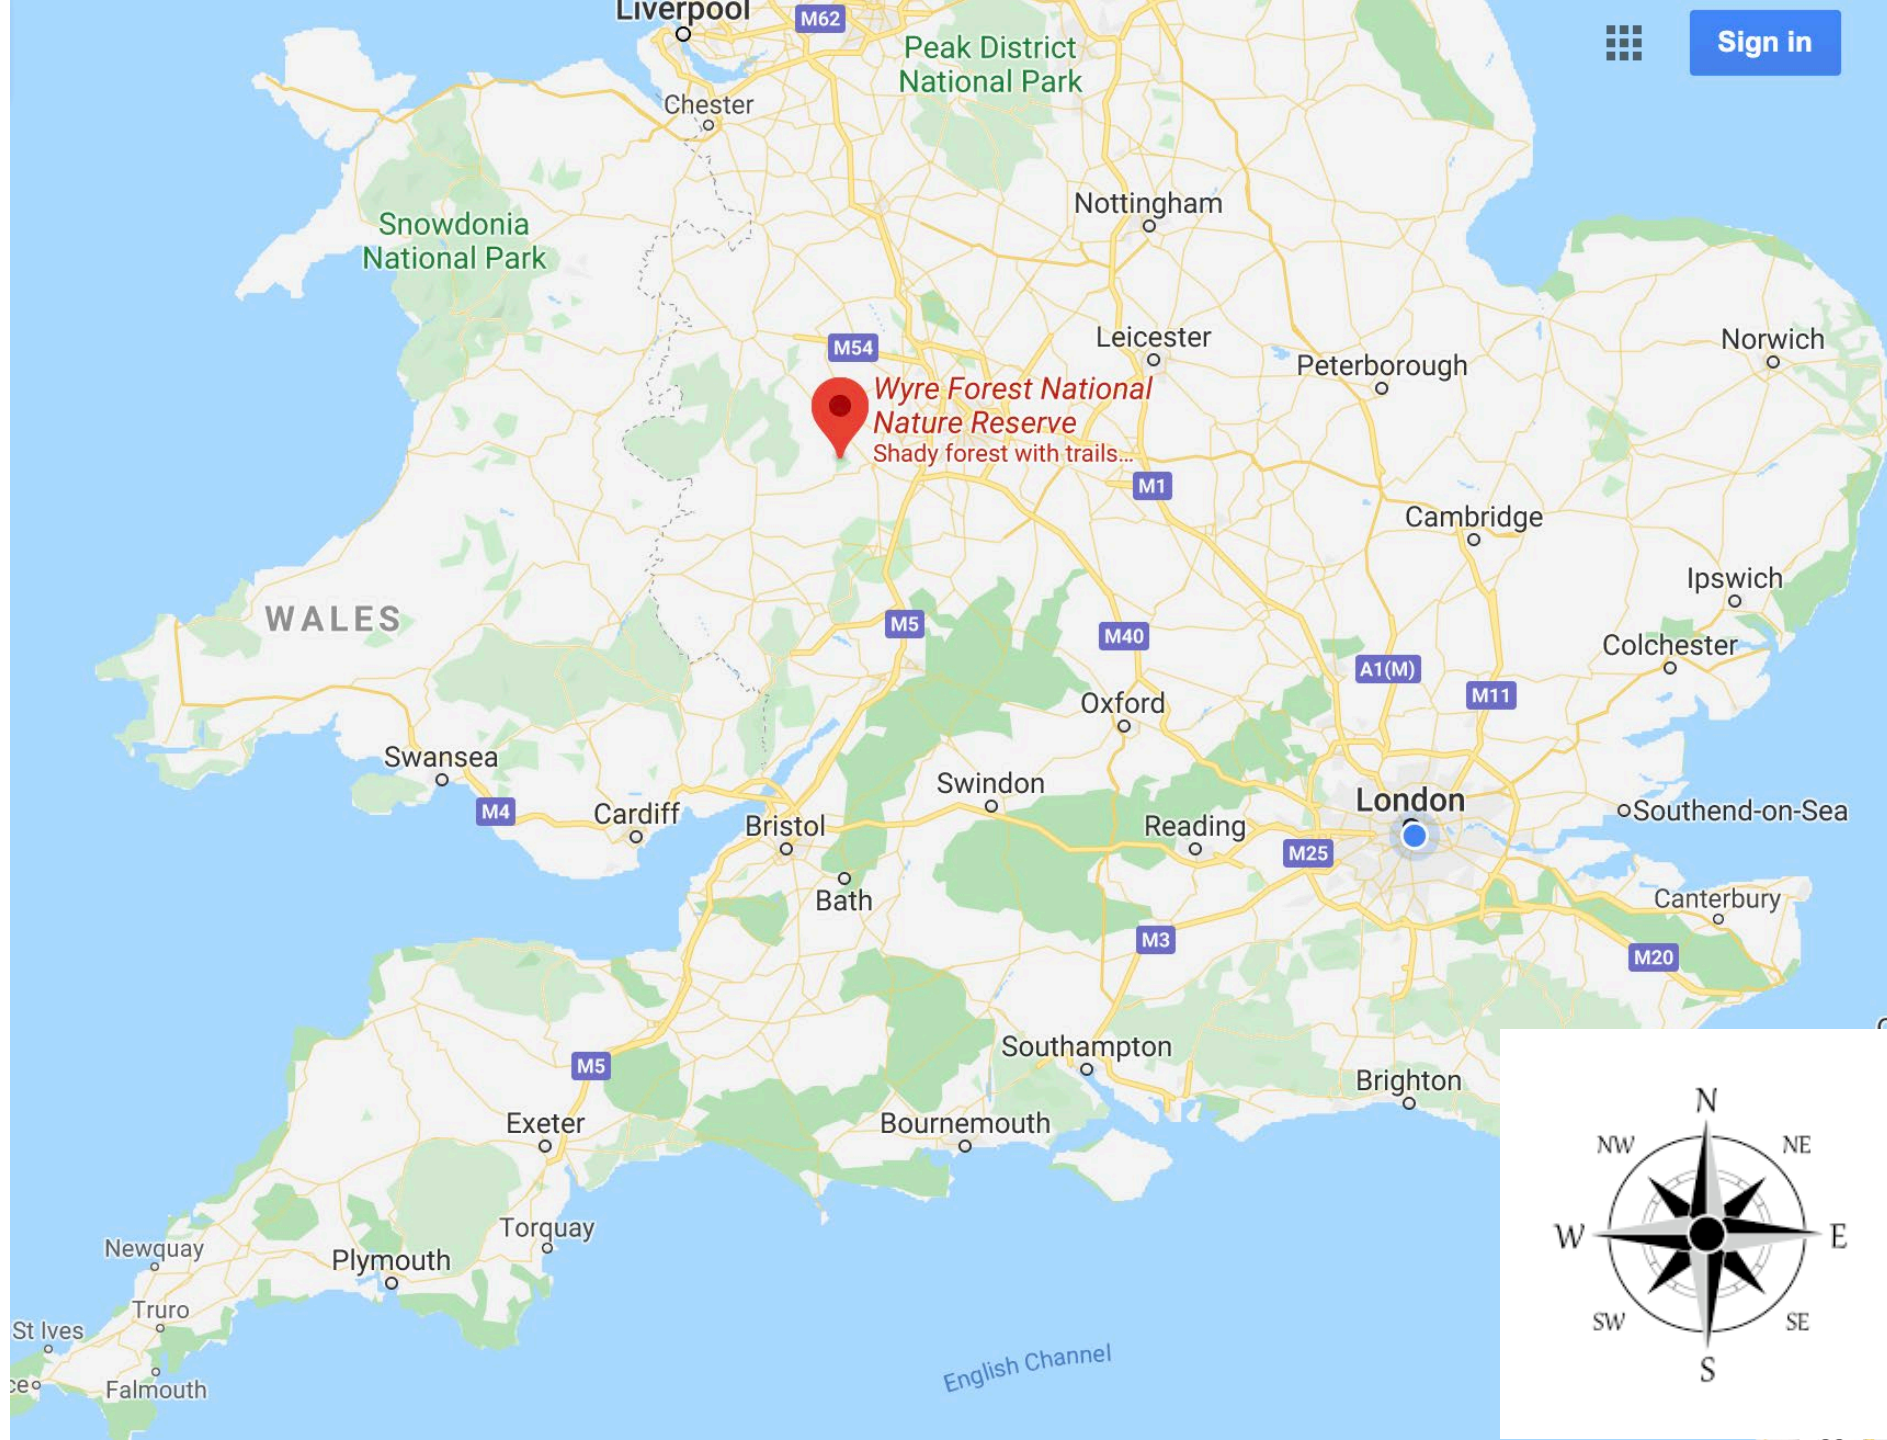 Liverpool
M62
Peak District
National Park
Sign in
Chester
Nottingham
Snowdonia
National Park
M54
Leicester
Norwich
Peterborough
Wyre Forest National
Nature Reserve
Shady forest with trails...
M1
Cambridge
Ipswich
WALES
M5
M40
Colchester
A1(M)
M11
Oxford
Swansea
Swindon
London
M4
Cardiff
Bristol
Reading
Southend-on-Sea
M25
Bath
Canterbury
M3
M20
Southampton
M5
Brighton
Exeter
Bournemouth
N
NW
NE
Torquay
Newquay
Plymouth
W
E
Truro
SW
SE
St Ives
English Channel
S
Falmouth